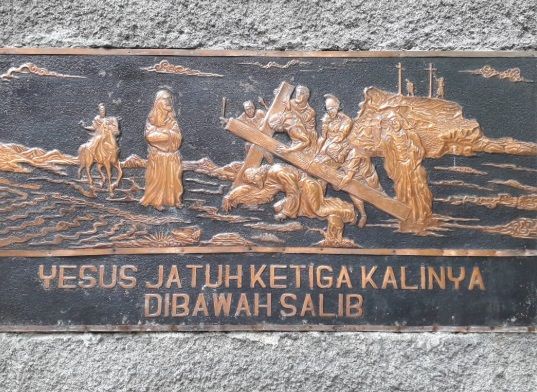 YESUS JATUH KETIGA KALINYA
DIBAWAH SALIB